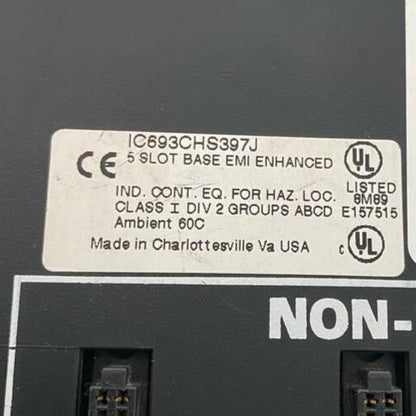 IC693CHS397J
CE 5 SLOT BASE EMI ENHANCED UL
LISTED
IND. CONT. EQ. FOR HAZ. LOC. 8M89
CLASS I DIV 2 GROUPS ABCD E157515
Ambient 60C
Made in Charlottesville Va USA c UL
NON-